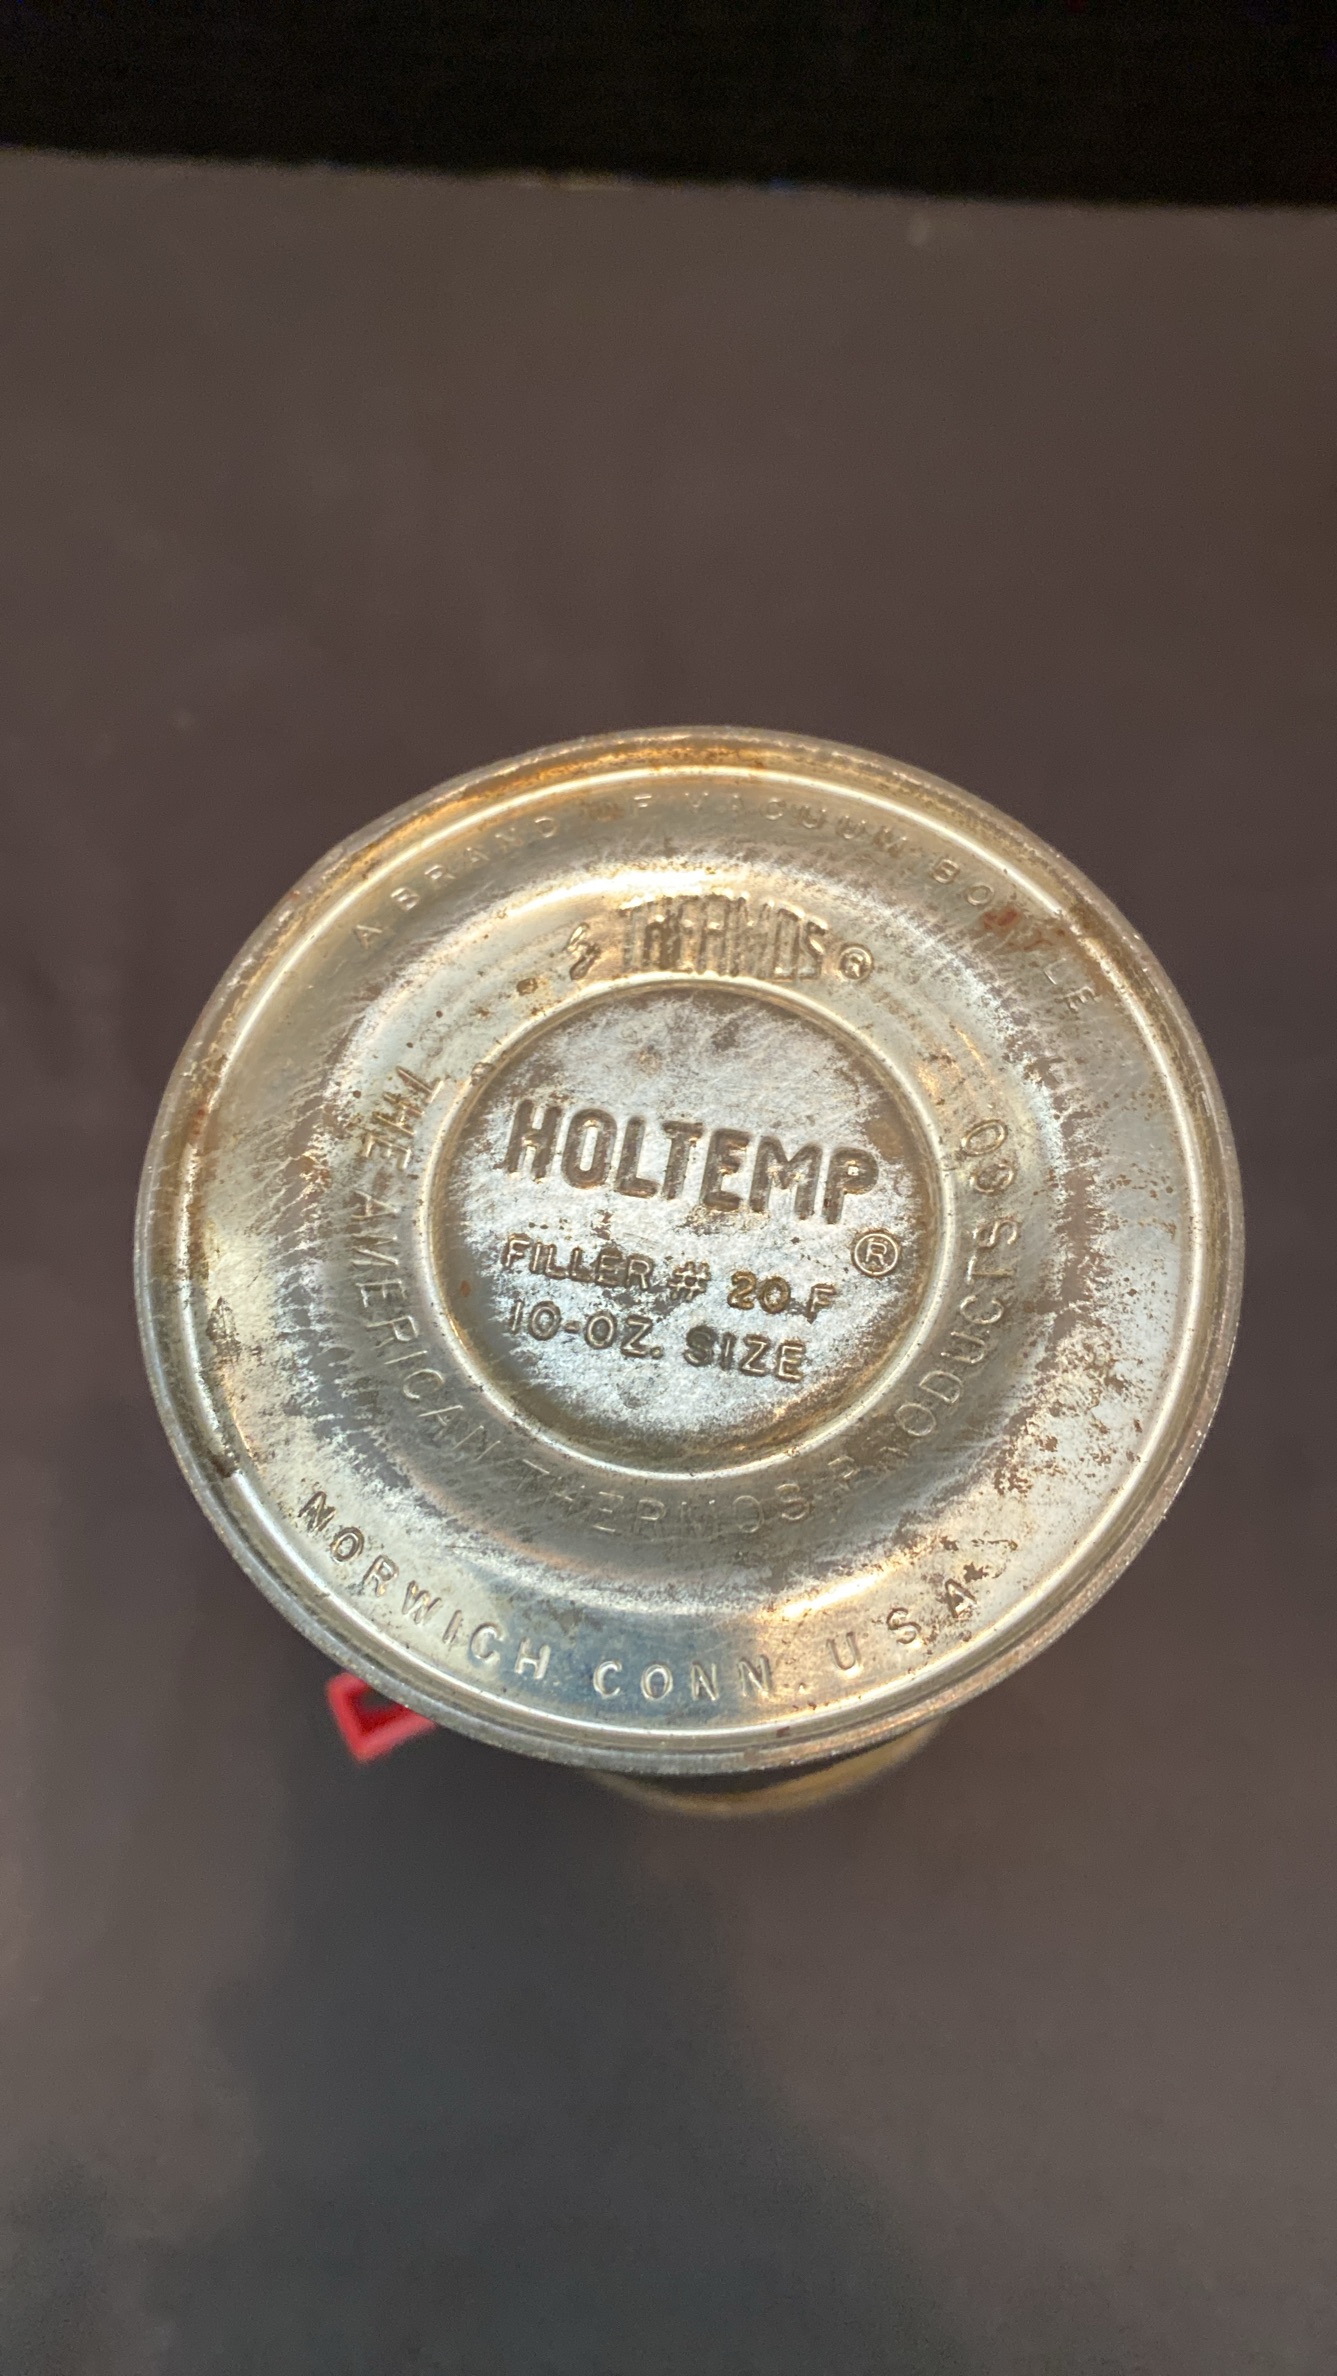 A BRAND OF VACUUM BOTTLE
THERMOS ®
HOLTEMP ®
FILLER # 20 F
10-OZ. SIZE
THE AMERICAN THERMOS PRODUCTS CO.
NORWICH CONN. U S A